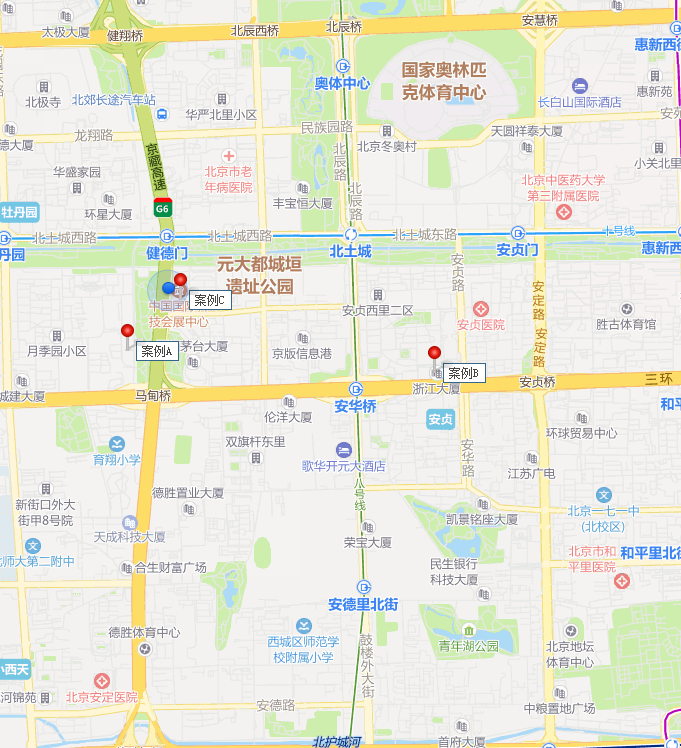 太极大厦
健翔桥
北辰西桥
北辰桥
安慧桥
惠新西街
奥体中心
国家奥林匹
克体育中心
北极寺
北郊长途汽车站
华严北里小区
长白山国际酒店
惠新苑
德大厦
龙翔路
民族园路
北京冬奥村
天圆祥泰大厦
安苑
小关北里
京藏高速
北辰路
华盛家园
北京市老
年病医院
北京中医药大学
第三附属医院
牡丹园
环星大厦
G6
丰宝恒大厦
北辰路
北土城西路
北土城西路
北土城东路
十号线
丹园
健德门
北土城
安贞门
惠新西
元大都城垣
遗址公园
安贞路
安定路
案例C
中国国际
技会展中心
安贞西里二区
安贞医院
胜古体育馆
安定路
月季园小区
案例A
茅台大厦
京版信息港
案例B
城建大厦
马甸桥
安华桥
浙江大厦
安贞桥
三环
和平
伦洋大厦
安贞
环球贸易中心
双旗杆东里
安华路
育翔小学
歌华开元大酒店
江苏广电
八号线
新街口外大
街甲8号院
德胜置业大厦
北京一七一中
(北校区)
天成科技大厦
凯景铭座大厦
荣宝大厦
北师大第二附中
民生银行
科技大厦
北京市和
平里医院
和平里北街
合生财富广场
安德里北街
德胜体育中心
西城区师范学
校附属小学
鼓楼外大街
青年湖公园
北京地坛
体育中心
小西天
河锦苑
北京安定医院
安德路
中粮置地广场
北护城河
首府大厦